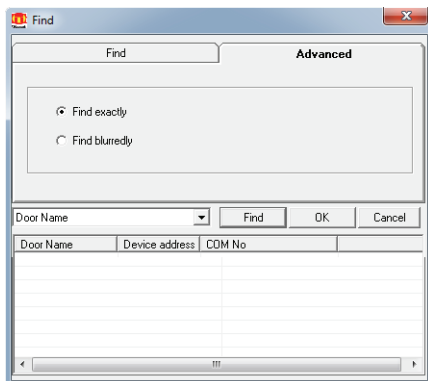 Find
Find Advanced
Find exactly
Find blurredly
Door Name Find OK Cancel
Door Name Device address COM No